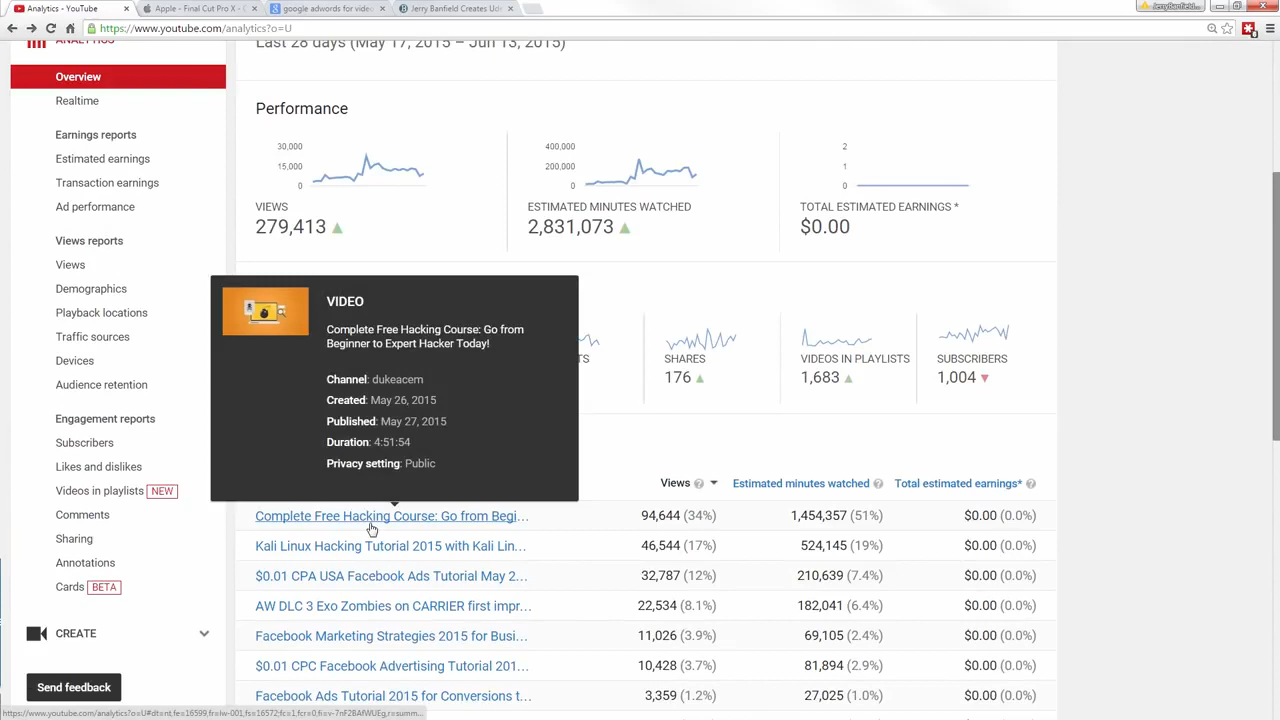 Analytics - YouTube
Apple - Final Cut Pro X - C
google adwords for video
Jerry Banfield Creates Ud
JerryBanfield...
https://www.youtube.com/analytics?o=U
ANALYTICS
Last 28 days (May 17, 2015 – Jun 13, 2015)
Overview
Realtime
Earnings reports
Estimated earnings
Transaction earnings
Ad performance
Views reports
Views
Demographics
Playback locations
Traffic sources
Devices
Audience retention
Engagement reports
Subscribers
Likes and dislikes
Videos in playlists NEW
Comments
Sharing
Annotations
Cards BETA
CREATE
Send feedback
Performance
30,000
15,000
0
VIEWS
279,413
400,000
200,000
0
ESTIMATED MINUTES WATCHED
2,831,073
2
1
0
TOTAL ESTIMATED EARNINGS *
$0.00
VIDEO
Complete Free Hacking Course: Go from
Beginner to Expert Hacker Today!
Channel: dukeacem
Created: May 26, 2015
Published: May 27, 2015
Duration: 4:51:54
Privacy setting: Public
TS
SHARES
176
VIDEOS IN PLAYLISTS
1,683
SUBSCRIBERS
1,004
Views ? Estimated minutes watched ? Total estimated earnings* ?
Complete Free Hacking Course: Go from Begi... 94,644 (34%) 1,454,357 (51%) $0.00 (0.0%)
Kali Linux Hacking Tutorial 2015 with Kali Lin... 46,544 (17%) 524,145 (19%) $0.00 (0.0%)
$0.01 CPA USA Facebook Ads Tutorial May 2... 32,787 (12%) 210,639 (7.4%) $0.00 (0.0%)
AW DLC 3 Exo Zombies on CARRIER first impr... 22,534 (8.1%) 182,041 (6.4%) $0.00 (0.0%)
Facebook Marketing Strategies 2015 for Busi... 11,026 (3.9%) 69,105 (2.4%) $0.00 (0.0%)
$0.01 CPC Facebook Advertising Tutorial 201... 10,428 (3.7%) 81,894 (2.9%) $0.00 (0.0%)
Facebook Ads Tutorial 2015 for Conversions t... 3,359 (1.2%) 27,025 (1.0%) $0.00 (0.0%)